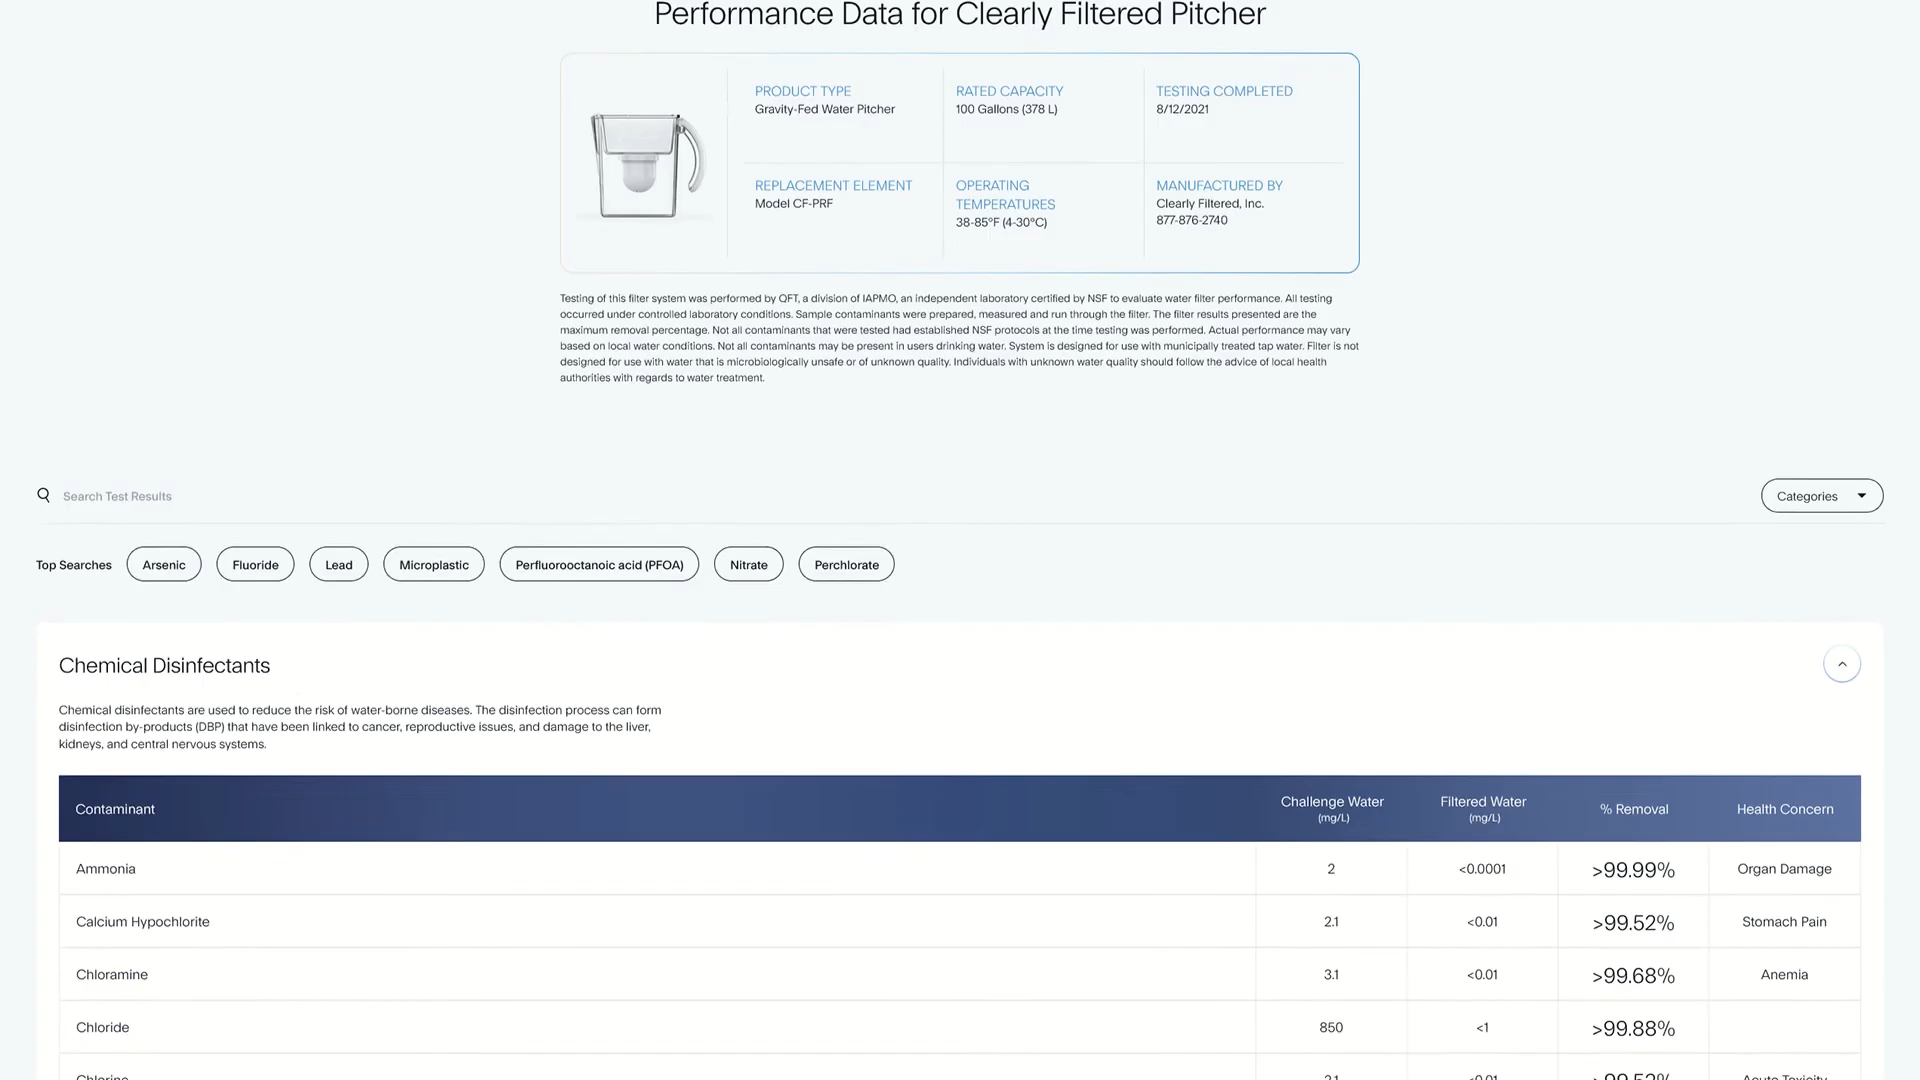 Performance Data for Clearly Filtered Pitcher
PRODUCT TYPE
Gravity-Fed Water Pitcher
RATED CAPACITY
100 Gallons (378 L)
TESTING COMPLETED
8/12/2021
REPLACEMENT ELEMENT
Model CF-PRF
OPERATING
TEMPERATURES
38-85°F (4-30°C)
MANUFACTURED BY
Clearly Filtered, Inc.
877-876-2740
Testing of this filter system was performed by QFT, a division of IAPMO, an independent laboratory certified by NSF to evaluate water filter performance. All testing
occurred under controlled laboratory conditions. Sample contaminants were prepared, measured and run through the filter. The filter results presented are the
maximum removal percentage. Not all contaminants that were tested had established NSF protocols at the time testing was performed. Actual performance may vary
based on local water conditions. Not all contaminants may be present in users drinking water. System is designed for use with municipally treated tap water. Filter is not
designed for use with water that is microbiologically unsafe or of unknown quality. Individuals with unknown water quality should follow the advice of local health
authorities with regards to water treatment.
Search Test Results
Categories
Top Searches Arsenic Fluoride Lead Microplastic Perfluorooctanoic acid (PFOA) Nitrate Perchlorate
Chemical Disinfectants
Chemical disinfectants are used to reduce the risk of water-borne diseases. The disinfection process can form
disinfection by-products (DBP) that have been linked to cancer, reproductive issues, and damage to the liver,
kidneys, and central nervous systems.
Contaminant Challenge Water (mg/L) Filtered Water (mg/L) % Removal Health Concern
Ammonia 2 <0.0001 >99.99% Organ Damage
Calcium Hypochlorite 2.1 <0.01 >99.52% Stomach Pain
Chloramine 3.1 <0.01 >99.68% Anemia
Chloride 850 <1 >99.88%
Chlorine 2.1 <0.01 >99.52% Acute Toxicity